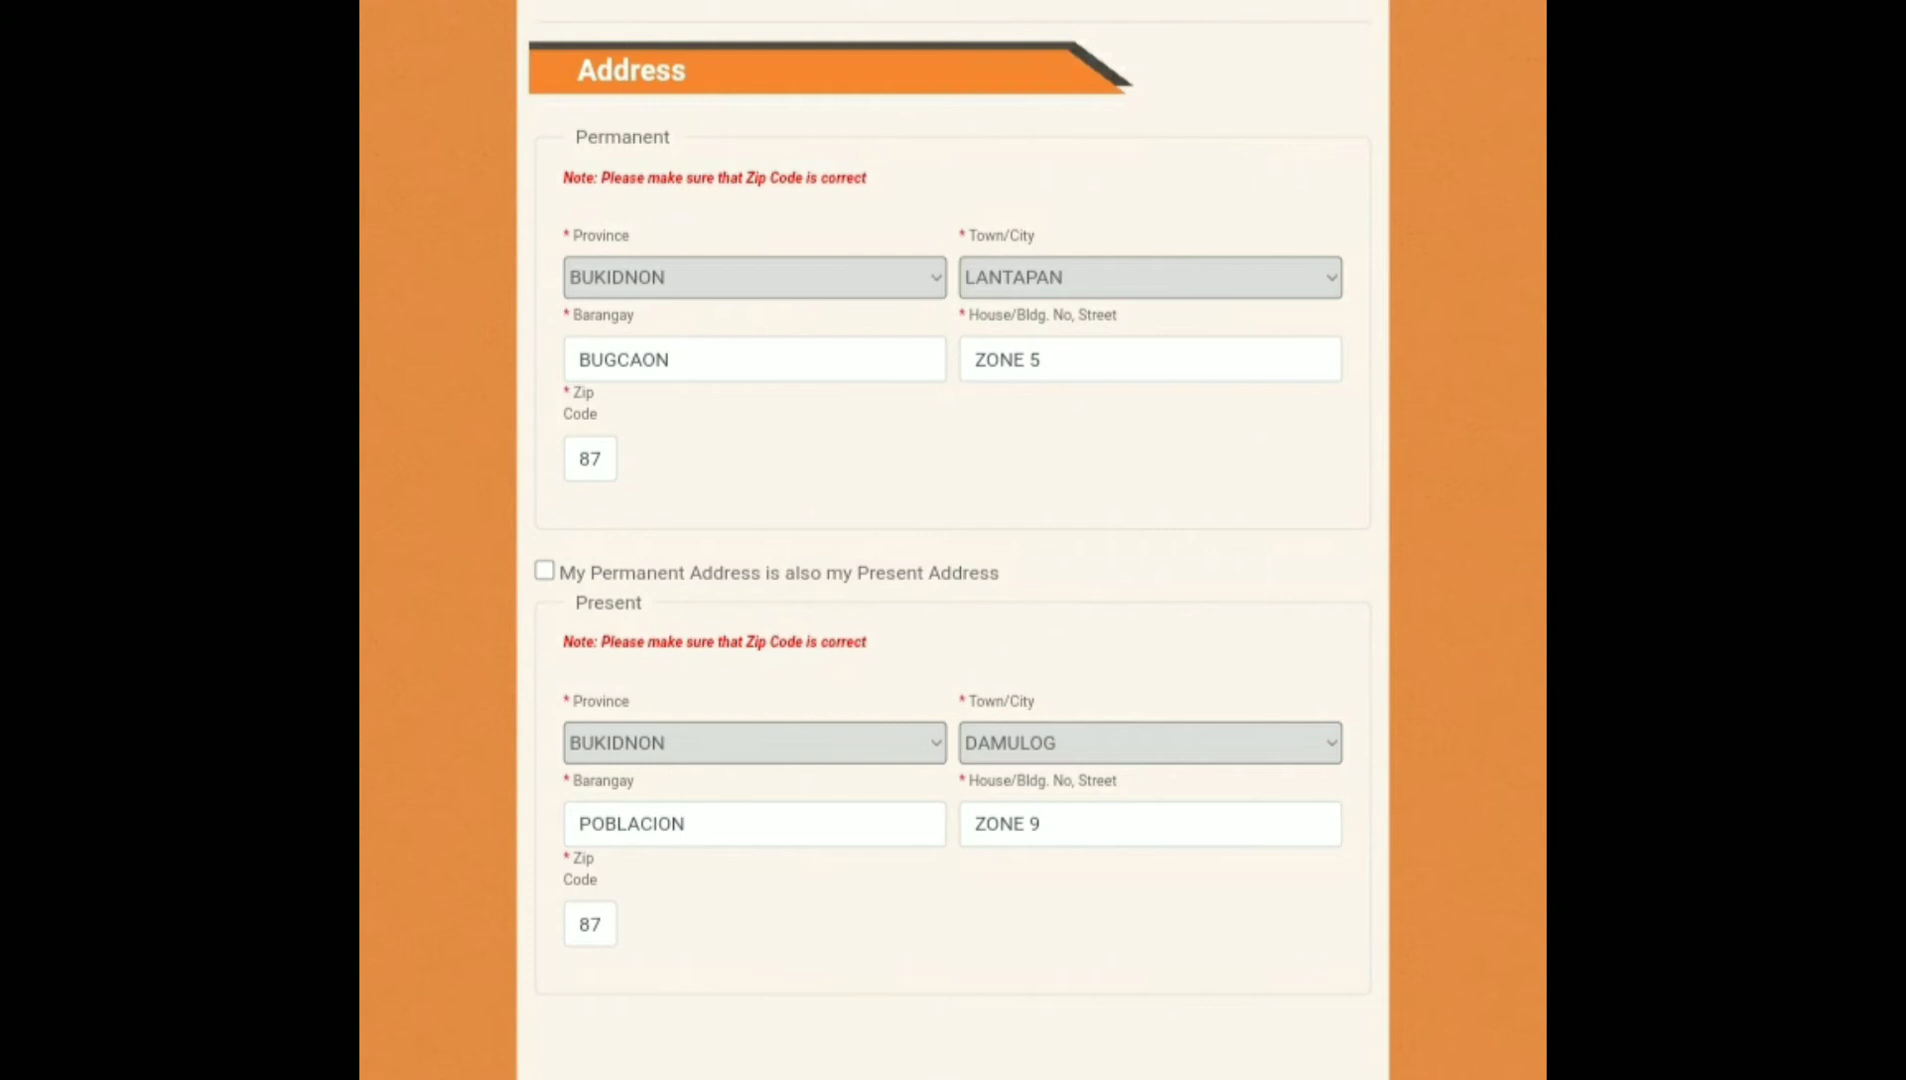 Address
Permanent
Note: Please make sure that Zip Code is correct
* Province
* Town/City
BUKIDNON
LANTAPAN
* Barangay
* House/Bldg. No, Street
BUGCAON
ZONE 5
* Zip
Code
87
My Permanent Address is also my Present Address
Present
Note: Please make sure that Zip Code is correct
* Province
* Town/City
BUKIDNON
DAMULOG
* Barangay
* House/Bldg. No, Street
POBLACION
ZONE 9
* Zip
Code
87